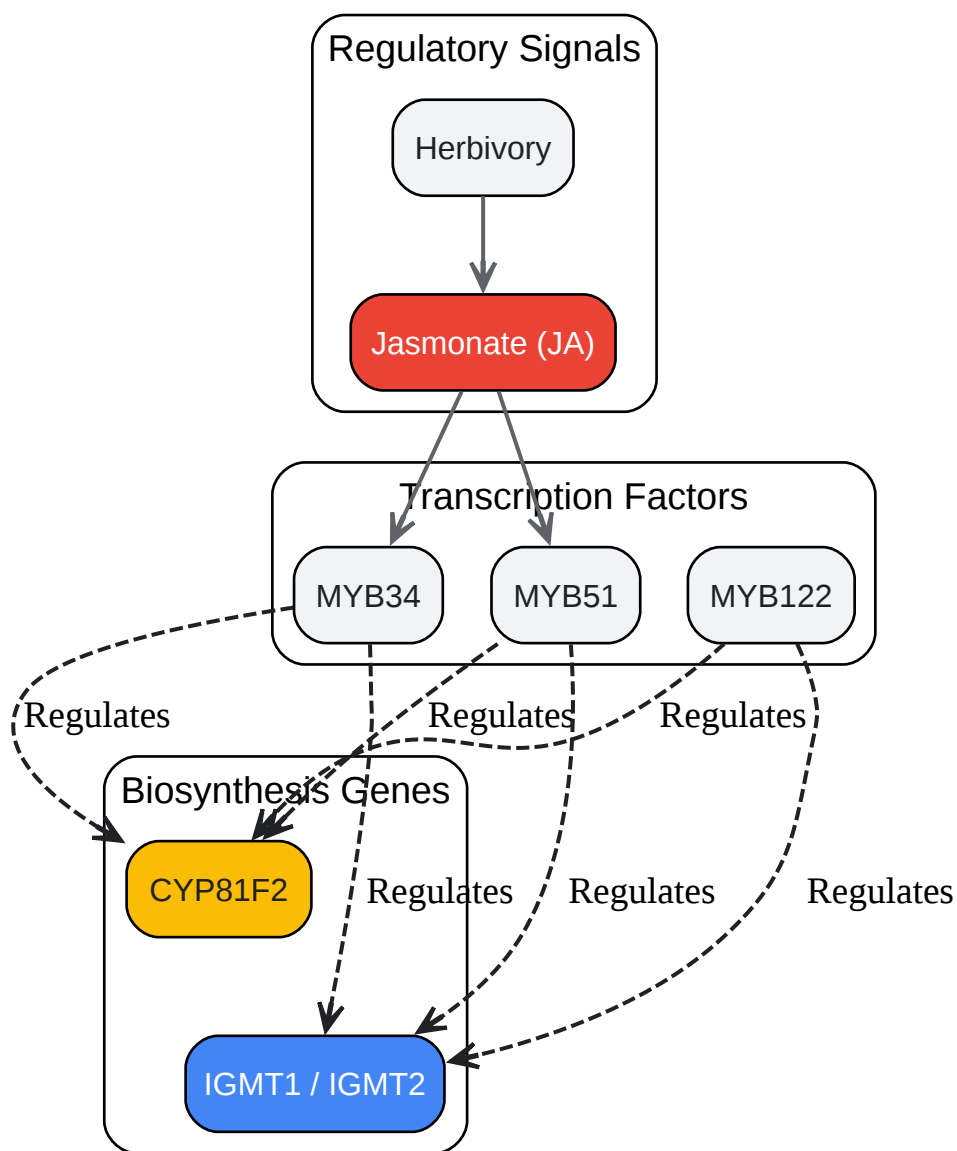 Regulatory Signals
Herbivory
Jasmonate (JA)
Transcription Factors
MYB34
MYB51
MYB122
Regulates
Regulates
Regulates
Biosynthesis Genes
CYP81F2
Regulates
Regulates
Regulates
IGMT1 / IGMT2